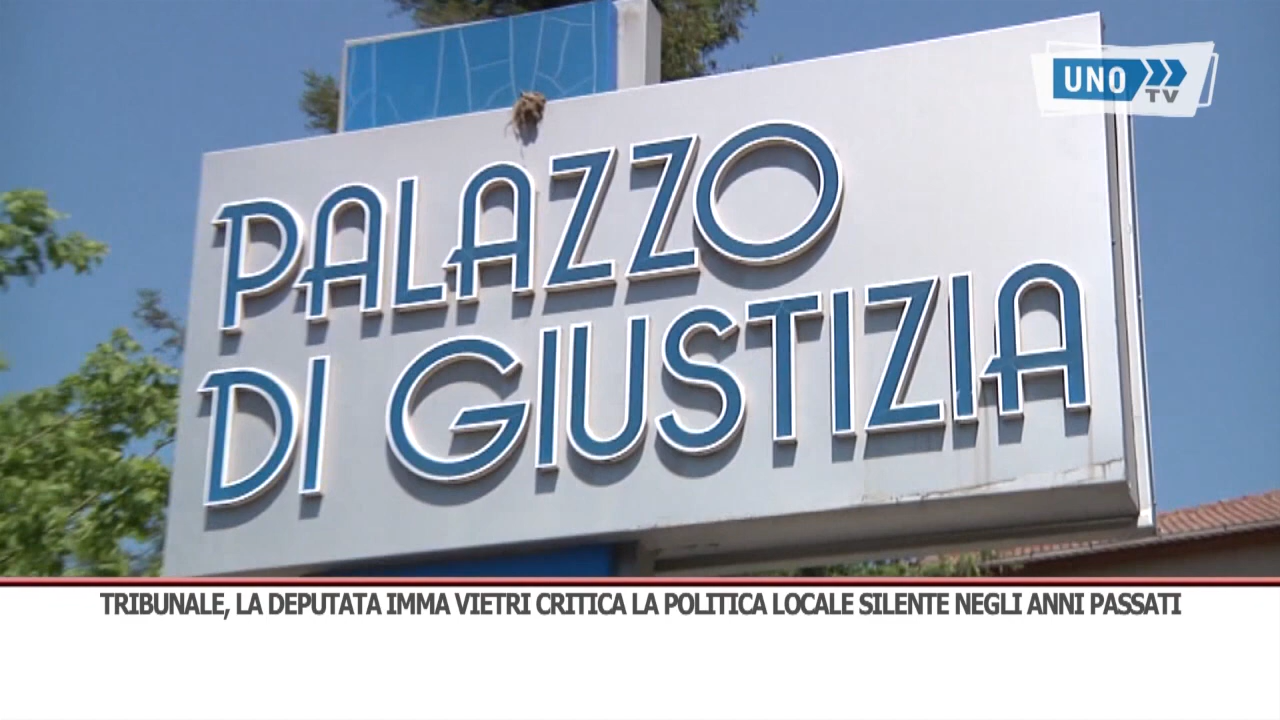 UNO
TV
PALAZZO
DI GIUSTIZIA
TRIBUNALE, LA DEPUTATA IMMA VIETRI CRITICA LA POLITICA LOCALE SILENTE NEGLI ANNI PASSATI